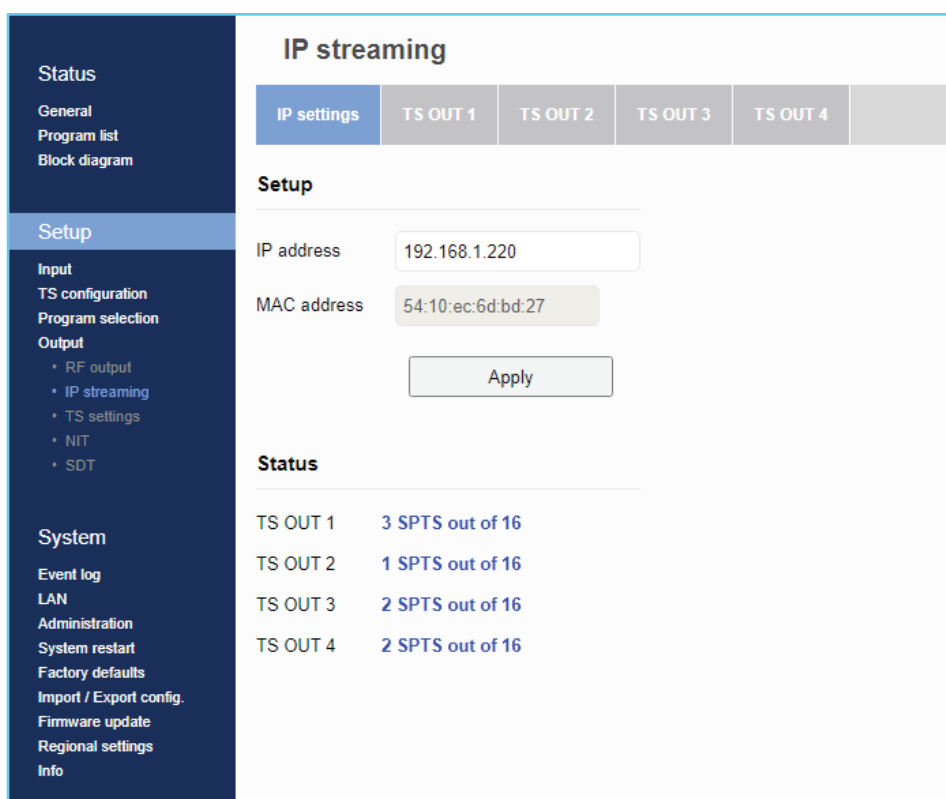 Status
General
Program list
Block diagram
Setup
Input
TS configuration
Program selection
Output
• RF output
• IP streaming
• TS settings
• NIT
• SDT
System
Event log
LAN
Administration
System restart
Factory defaults
Import / Export config.
Firmware update
Regional settings
Info
IP streaming
IP settings TS OUT 1 TS OUT 2 TS OUT 3 TS OUT 4
Setup
IP address 192.168.1.220
MAC address 54:10:ec:6d:bd:27
Apply
Status
TS OUT 1 3 SPTS out of 16
TS OUT 2 1 SPTS out of 16
TS OUT 3 2 SPTS out of 16
TS OUT 4 2 SPTS out of 16